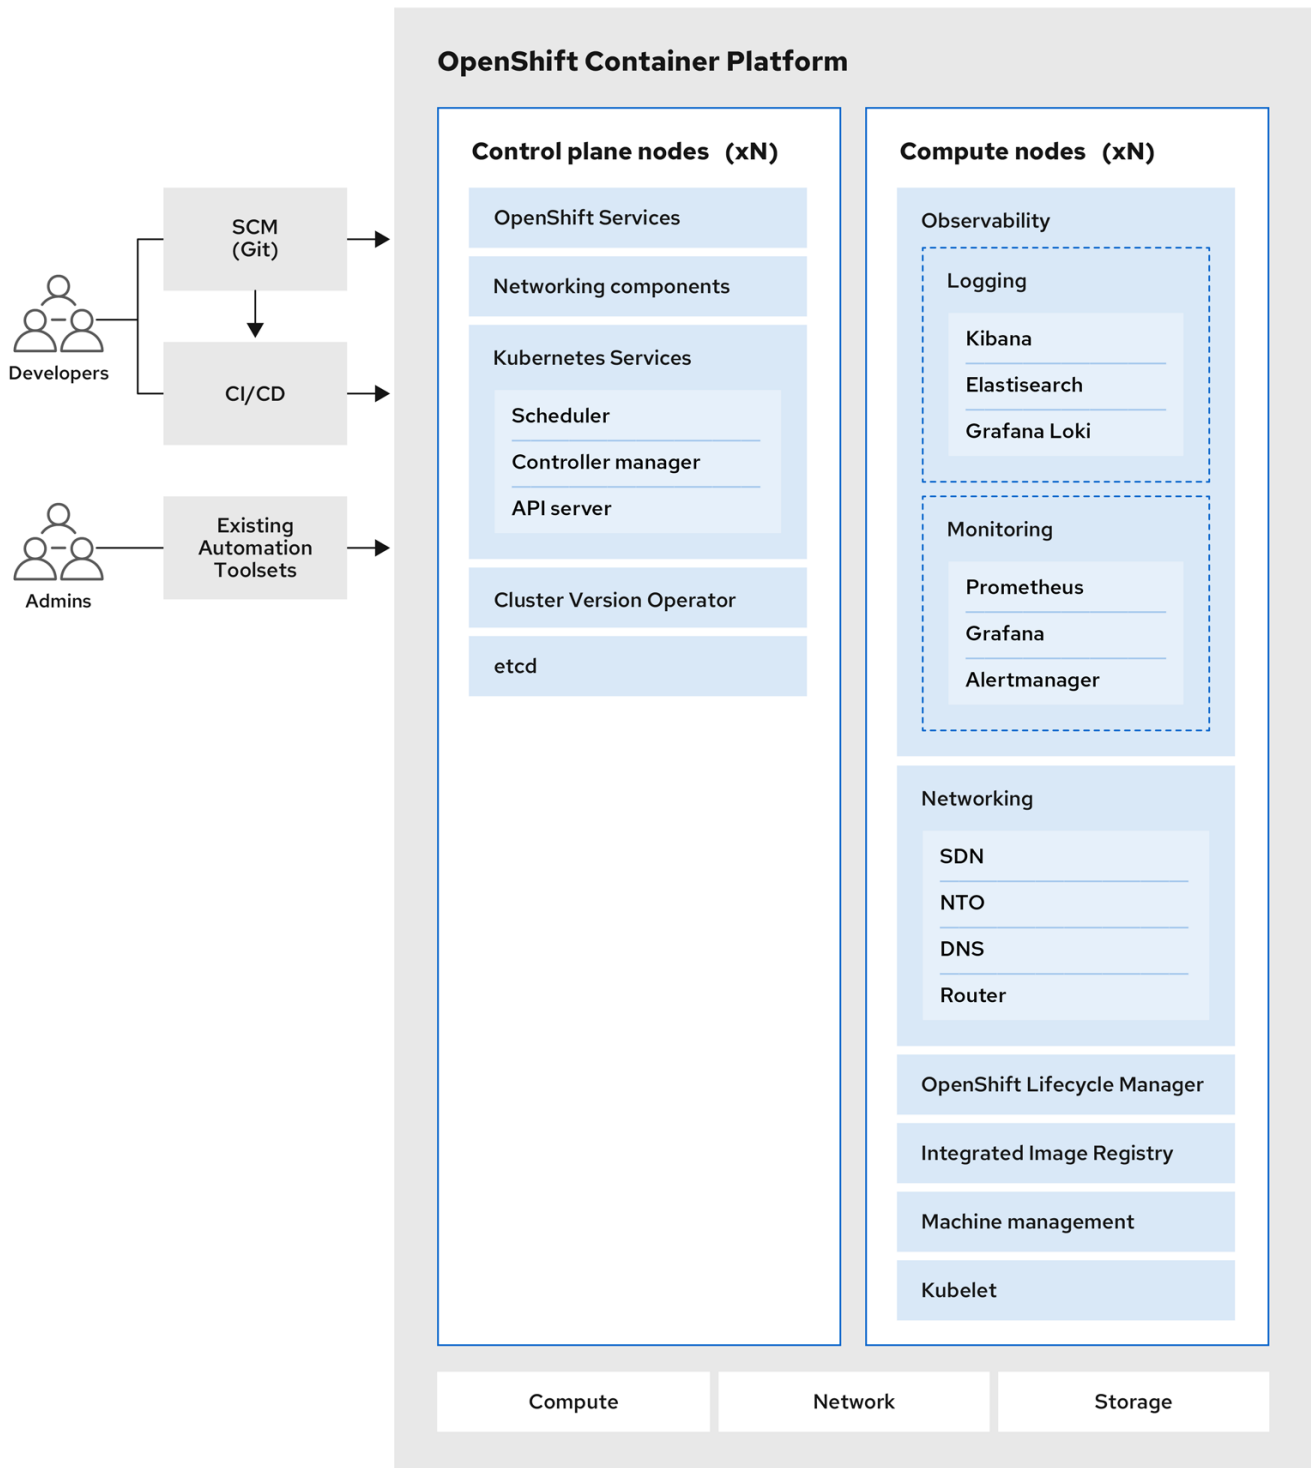 OpenShift Container Platform
Control plane nodes (xN)
OpenShift Services
Networking components
Kubernetes Services
Scheduler
Controller manager
API server
Cluster Version Operator
etcd
Compute nodes (xN)
Observability
Logging
Kibana
Elastisearch
Grafana Loki
Monitoring
Prometheus
Grafana
Alertmanager
Networking
SDN
NTO
DNS
Router
OpenShift Lifecycle Manager
Integrated Image Registry
Machine management
Kubelet
SCM
(Git)
Developers
CI/CD
Existing
Automation
Toolsets
Admins
Compute
Network
Storage